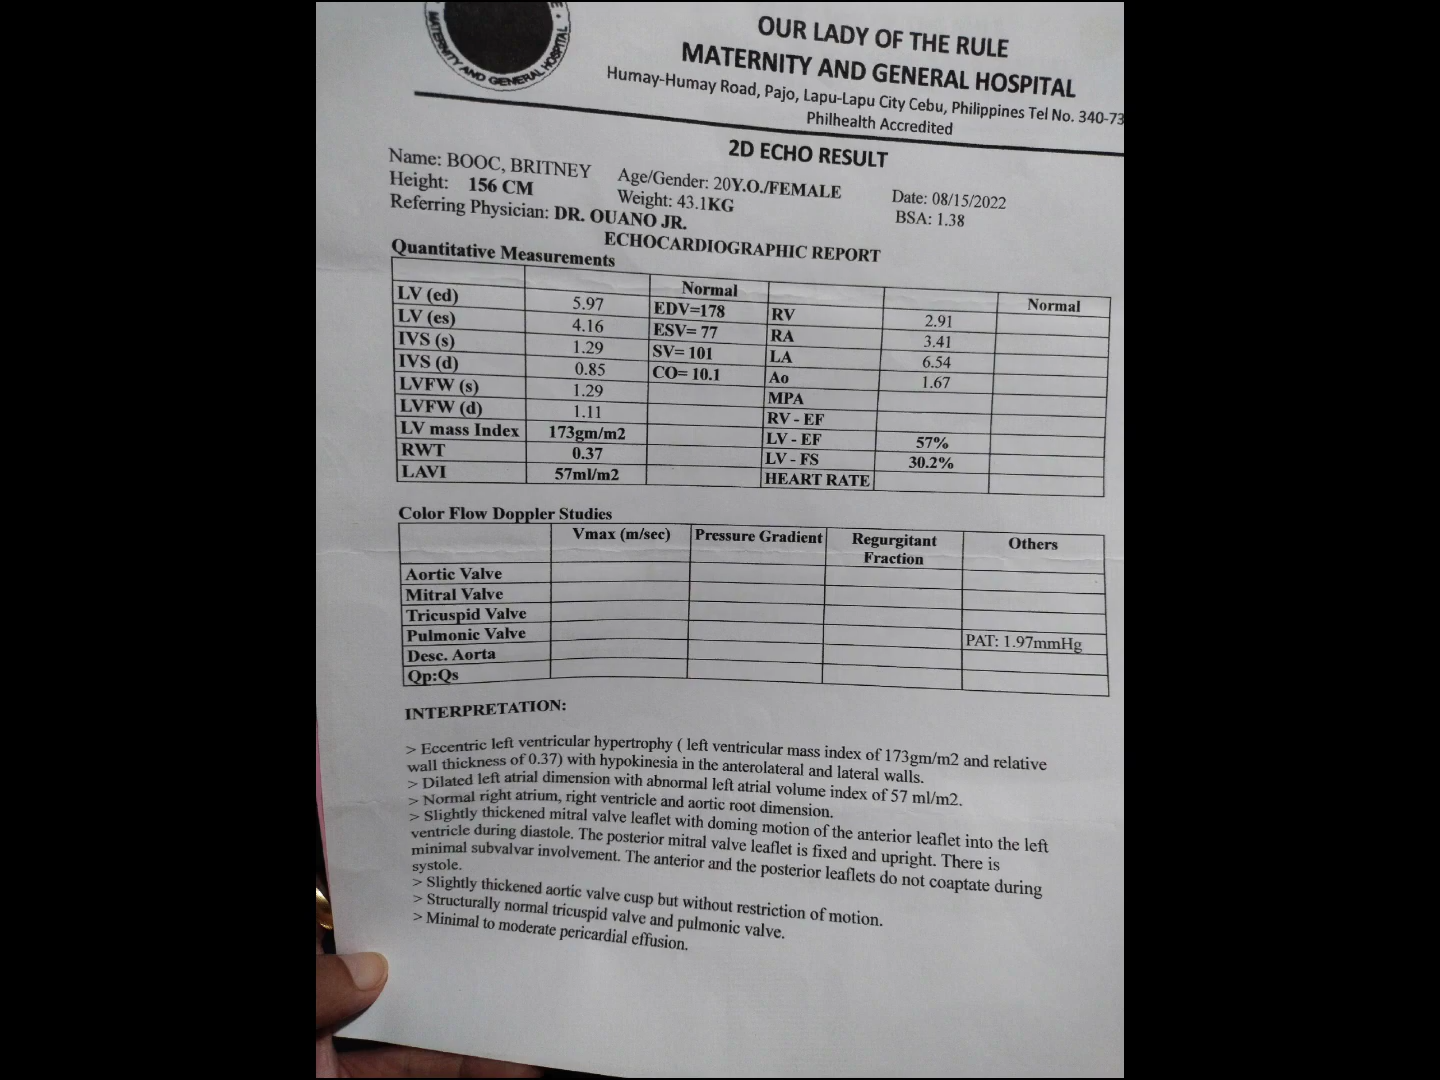 MATERNITY AND GENERAL HOSPITAL
OUR LADY OF THE RULE
MATERNITY AND GENERAL HOSPITAL
Humay-Humay Road, Pajo, Lapu-Lapu City Cebu, Philippines Tel No. 340-73
Philhealth Accredited
2D ECHO RESULT
Name: BOOC, BRITNEY Age/Gender: 20Y.O./FEMALE Date: 08/15/2022
Height: 156 CM Weight: 43.1KG BSA: 1.38
Referring Physician: DR. OUANO JR.
ECHOCARDIOGRAPHIC REPORT
Quantitative Measurements
Normal Normal
LV (ed) 5.97 EDV=178 RV 2.91
LV (es) 4.16 ESV= 77 RA 3.41
IVS (s) 1.29 SV= 101 LA 6.54
IVS (d) 0.85 CO= 10.1 Ao 1.67
LVFW (s) 1.29 MPA
LVFW (d) 1.11 RV - EF
LV mass Index 173gm/m2 LV - EF 57%
RWT 0.37 LV - FS 30.2%
LAVI 57ml/m2 HEART RATE
Color Flow Doppler Studies
Vmax (m/sec) Pressure Gradient Regurgitant Fraction Others
Aortic Valve
Mitral Valve
Tricuspid Valve
Pulmonic Valve PAT: 1.97mmHg
Desc. Aorta
Qp:Qs
INTERPRETATION:
> Eccentric left ventricular hypertrophy ( left ventricular mass index of 173gm/m2 and relative
wall thickness of 0.37) with hypokinesia in the anterolateral and lateral walls.
> Dilated left atrial dimension with abnormal left atrial volume index of 57 ml/m2.
> Normal right atrium, right ventricle and aortic root dimension.
> Slightly thickened mitral valve leaflet with doming motion of the anterior leaflet into the left
ventricle during diastole. The posterior mitral valve leaflet is fixed and upright. There is
minimal subvalvar involvement. The anterior and the posterior leaflets do not coaptate during
systole.
> Slightly thickened aortic valve cusp but without restriction of motion.
> Structurally normal tricuspid valve and pulmonic valve.
> Minimal to moderate pericardial effusion.